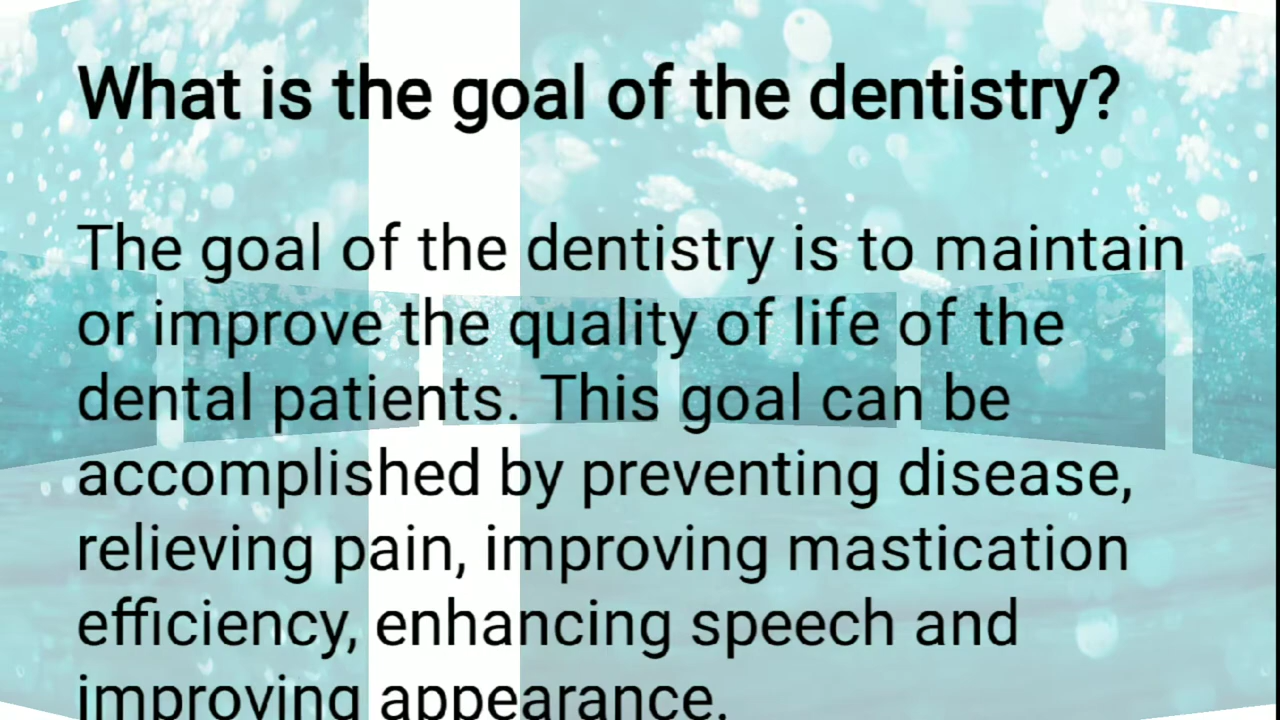 What is the goal of the dentistry?
The goal of the dentistry is to maintain
or improve the quality of life of the
dental patients. This goal can be
accomplished by preventing disease,
relieving pain, improving mastication
efficiency, enhancing speech and
improving appearance.